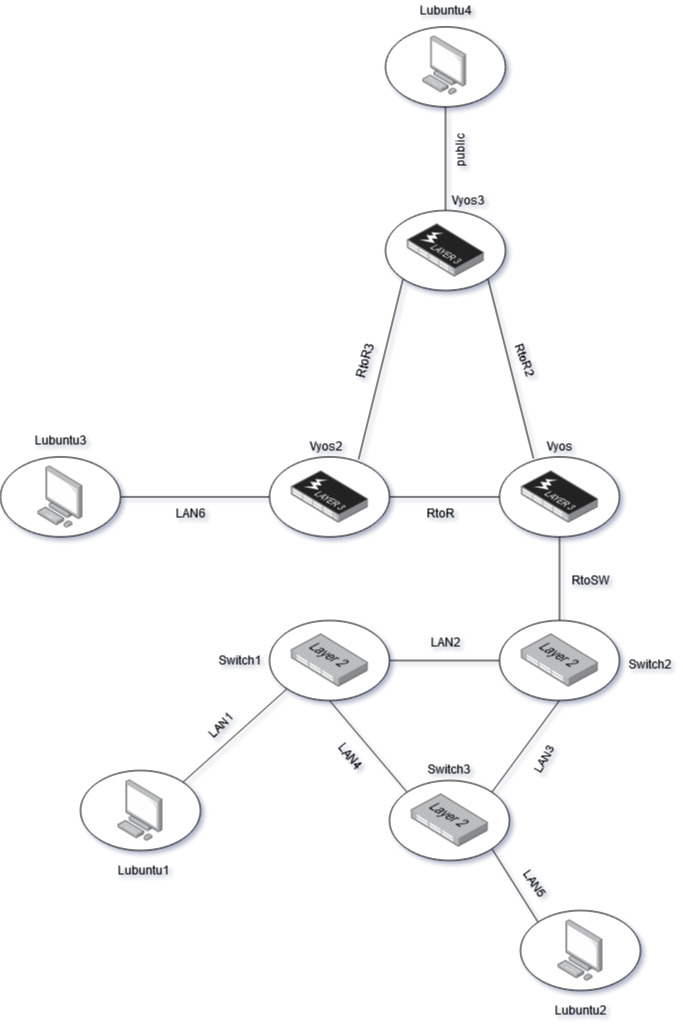 Lubuntu4
public
Vyos3
LAYER 3
RtoR3
RtoR2
Lubuntu3
Vyos2
Vyos
LAYER 3
LAYER 3
LAN6
RtoR
RtoSW
Switch1
Layer 2
LAN2
Layer 2
Switch2
LAN1
LAN4
LAN3
Switch3
Layer 2
Lubuntu1
LAN5
Lubuntu2